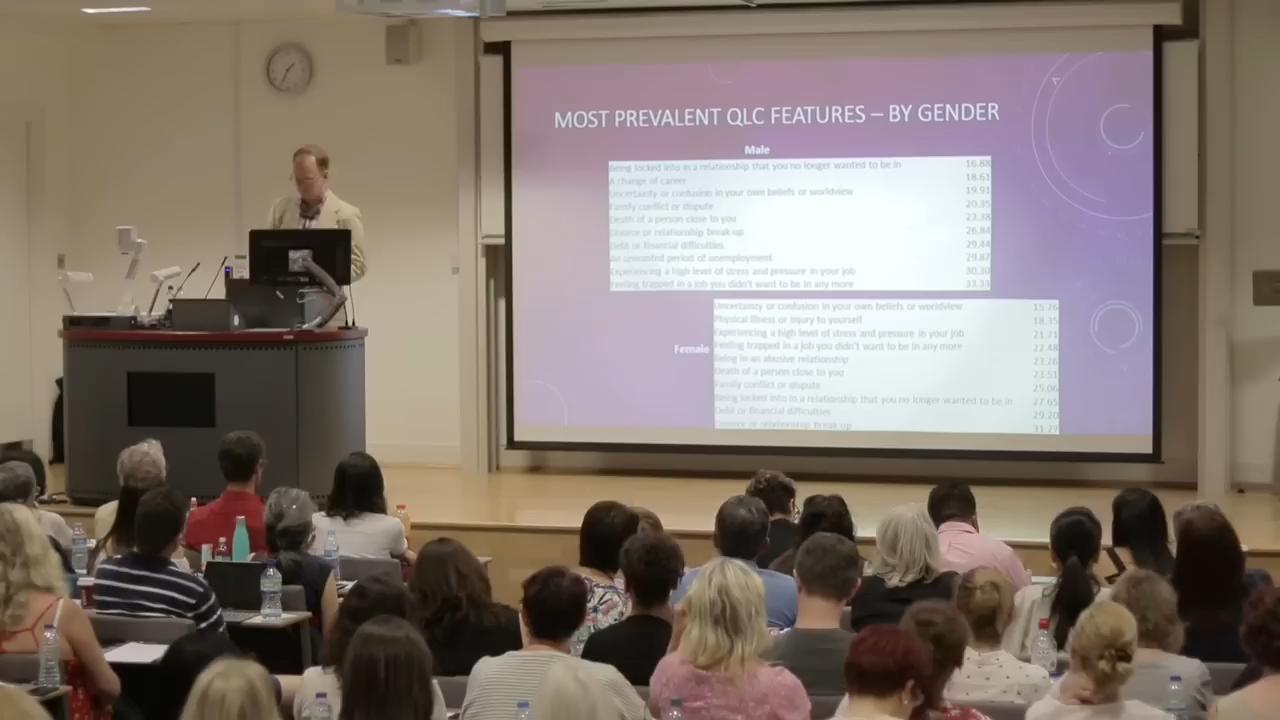 MOST PREVALENT QLC FEATURES – BY GENDER
Male
Being locked into in a relationship that you no longer wanted to be in 16.88
A change of career 18.61
Uncertainty or confusion in your own beliefs or worldview 19.91
Family conflict or dispute 20.35
Death of a person close to you 23.38
Divorce or relationship break-up 26.84
Debt or financial difficulties 29.44
An unwanted period of unemployment 29.87
Experiencing a high level of stress and pressure in your job 30.30
Feeling trapped in a job you didn't want to be in any more 33.33
Female
Uncertainty or confusion in your own beliefs or worldview 15.76
Physical illness or injury to yourself 18.35
Experiencing a high level of stress and pressure in your job 21.71
Feeling trapped in a job you didn't want to be in any more 22.48
Being in an abusive relationship 23.26
Death of a person close to you 23.51
Family conflict or dispute 25.06
Being locked into in a relationship that you no longer wanted to be in 27.65
Debt or financial difficulties 29.20
Divorce or relationship break up 31.27